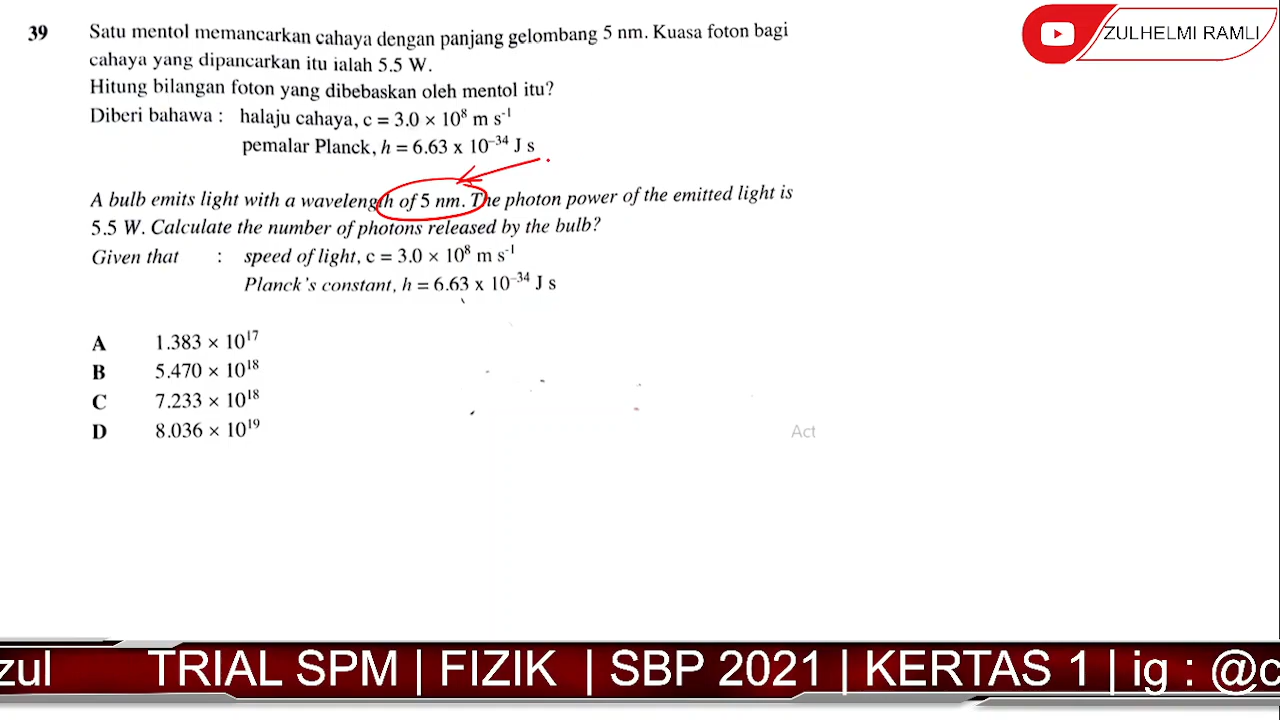 ZULHELMI RAMLI
39 Satu mentol memancarkan cahaya dengan panjang gelombang 5 nm. Kuasa foton bagi
cahaya yang dipancarkan itu ialah 5.5 W.
Hitung bilangan foton yang dibebaskan oleh mentol itu?
Diberi bahawa : halaju cahaya, c = 3.0 × 10⁸ m s⁻¹
pemalar Planck, h = 6.63 x 10⁻³⁴ J s
A bulb emits light with a wavelength of 5 nm. The photon power of the emitted light is
5.5 W. Calculate the number of photons released by the bulb?
Given that : speed of light, c = 3.0 × 10⁸ m s⁻¹
Planck's constant, h = 6.63 x 10⁻³⁴ J s
A 1.383 × 10¹⁷
B 5.470 × 10¹⁸
C 7.233 × 10¹⁸
D 8.036 × 10¹⁹
Act
zul TRIAL SPM | FIZIK | SBP 2021 | KERTAS 1 | ig : @c